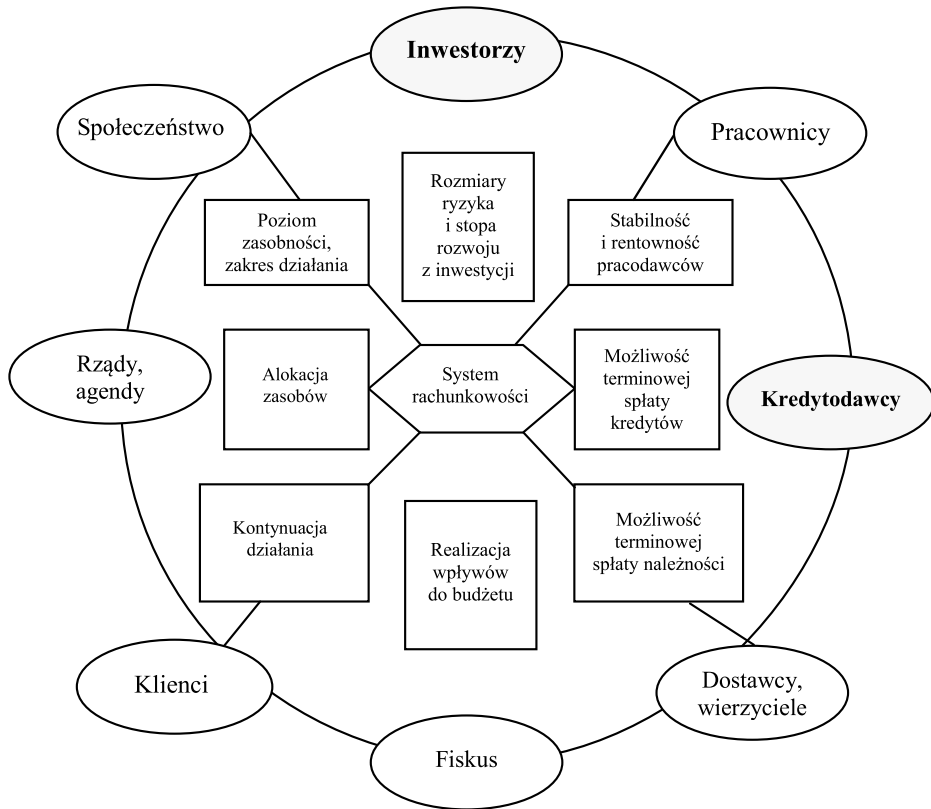 Inwestorzy
Społeczeństwo
Pracownicy
Rozmiary
ryzyka
i stopa
rozwoju
z inwestycji
Poziom
zasobności,
zakres działania
Stabilność
i rentowność
pracodawców
Rządy,
agendy
Alokacja
zasobów
System
rachunkowości
Możliwość
terminowej
spłaty
kredytów
Kredytodawcy
Kontynuacja
działania
Realizacja
wpływów
do budżetu
Możliwość
terminowej
spłaty należności
Klienci
Dostawcy,
wierzyciele
Fiskus